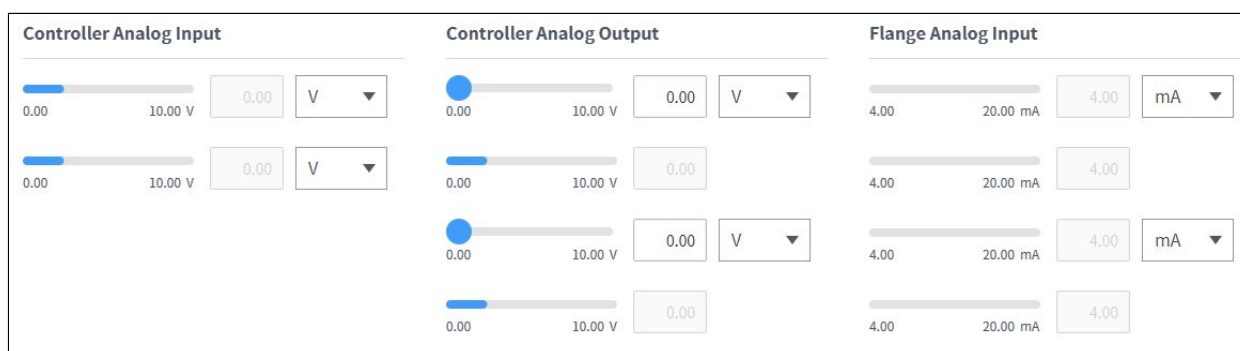 Controller Analog Input
0.00 10.00 V 0.00 V
0.00 10.00 V 0.00 V
Controller Analog Output
0.00 10.00 V 0.00 V
0.00 10.00 V 0.00
0.00 10.00 V 0.00 V
0.00 10.00 V 0.00
Flange Analog Input
4.00 20.00 mA 4.00 mA
4.00 20.00 mA 4.00
4.00 20.00 mA 4.00 mA
4.00 20.00 mA 4.00